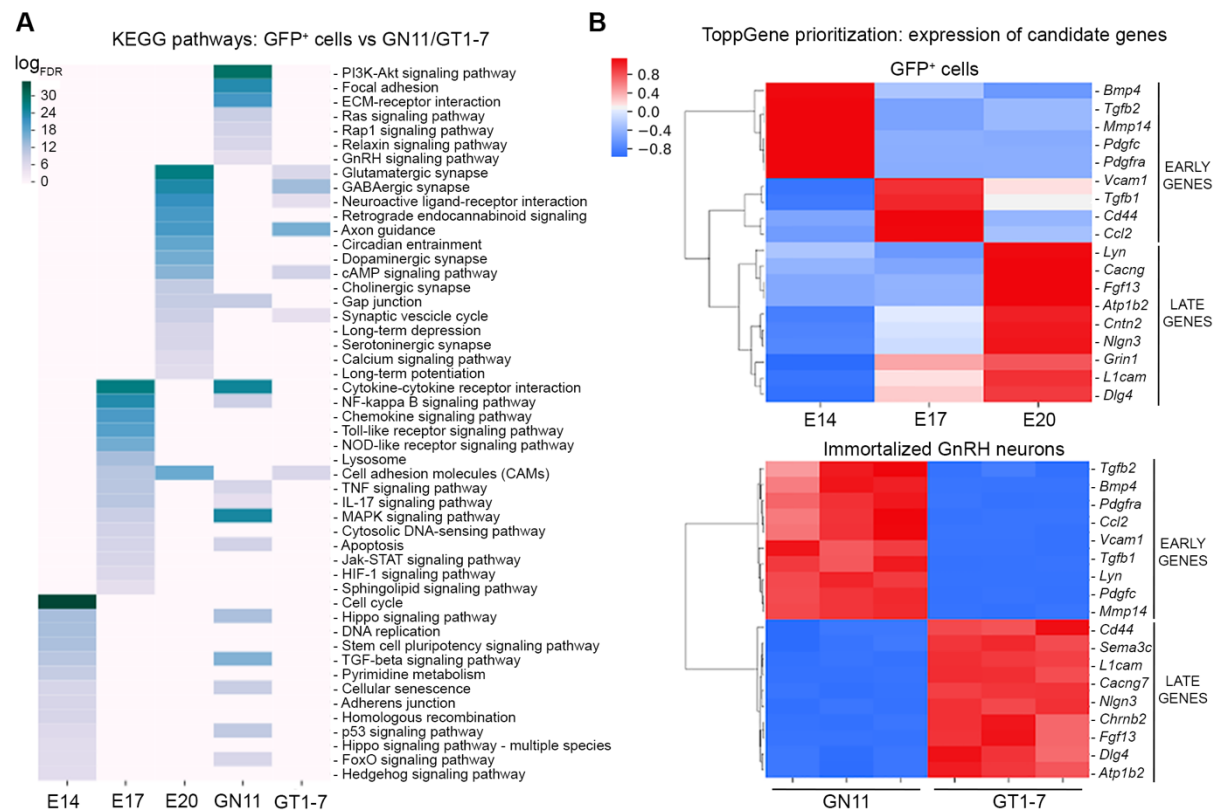 A
KEGG pathways: GFP+ cells vs GN11/GT1-7
logFDR
30
24
18
12
6
0
- PI3K-Akt signaling pathway
- Focal adhesion
- ECM-receptor interaction
- Ras signaling pathway
- Rap1 signaling pathway
- Relaxin signaling pathway
- GnRH signaling pathway
- Glutamatergic synapse
- GABAergic synapse
- Neuroactive ligand-receptor interaction
- Retrograde endocannabinoid signaling
- Axon guidance
- Circadian entrainment
- Dopaminergic synapse
- cAMP signaling pathway
- Cholinergic synapse
- Gap junction
- Synaptic vescicle cycle
- Long-term depression
- Serotoninergic synapse
- Calcium signaling pathway
- Long-term potentiation
- Cytokine-cytokine receptor interaction
- NF-kappa B signaling pathway
- Chemokine signaling pathway
- Toll-like receptor signaling pathway
- NOD-like receptor signaling pathway
- Lysosome
- Cell adhesion molecules (CAMs)
- TNF signaling pathway
- IL-17 signaling pathway
- MAPK signaling pathway
- Cytosolic DNA-sensing pathway
- Apoptosis
- Jak-STAT signaling pathway
- HIF-1 signaling pathway
- Sphingolipid signaling pathway
- Cell cycle
- Hippo signaling pathway
- DNA replication
- Stem cell pluripotency signaling pathway
- TGF-beta signaling pathway
- Pyrimidine metabolism
- Cellular senescence
- Adherens junction
- Homologous recombination
- p53 signaling pathway
- Hippo signaling pathway - multiple species
- FoxO signaling pathway
- Hedgehog signaling pathway
E14 E17 E20 GN11 GT1-7
B
ToppGene prioritization: expression of candidate genes
GFP+ cells
0.8
0.4
0.0
−0.4
−0.8
- Bmp4
- Tgfb2
- Mmp14
- Pdgfc
- Pdgfra
- Vcam1
- Tgfb1
- Cd44
- Ccl2
EARLY
GENES
- Lyn
- Cacng
- Fgf13
- Atp1b2
- Cntn2
- Nlgn3
- Grin1
- L1cam
- Dlg4
LATE
GENES
E14 E17 E20
Immortalized GnRH neurons
- Tgfb2
- Bmp4
- Pdgfra
- Ccl2
- Vcam1
- Tgfb1
- Lyn
- Pdgfc
- Mmp14
EARLY
GENES
- Cd44
- Sema3c
- L1cam
- Cacng7
- Nlgn3
- Chrnb2
- Fgf13
- Dlg4
- Atp1b2
LATE
GENES
GN11 GT1-7